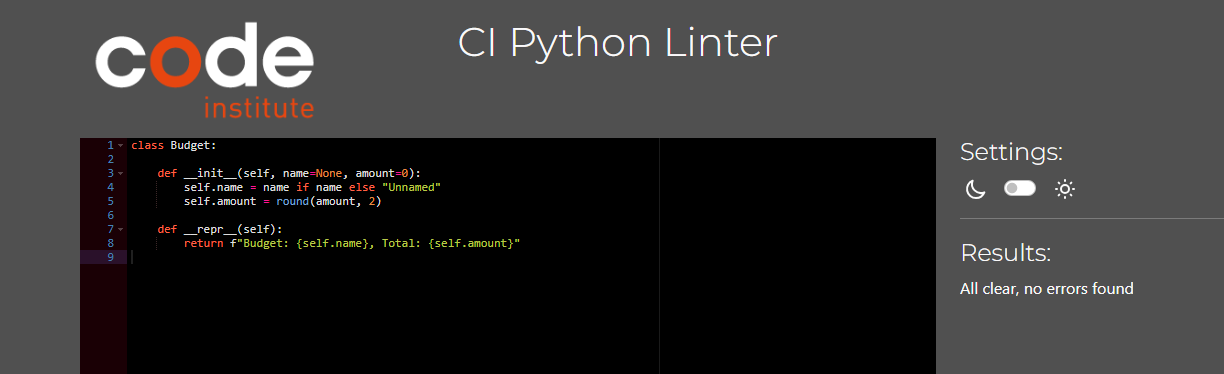 code
institute
CI Python Linter
1 class Budget:
2
3     def __init__(self, name=None, amount=0):
4         self.name = name if name else "Unnamed"
5         self.amount = round(amount, 2)
6
7     def __repr__(self):
8         return f"Budget: {self.name}, Total: {self.amount}"
9
Settings:
Results:
All clear, no errors found